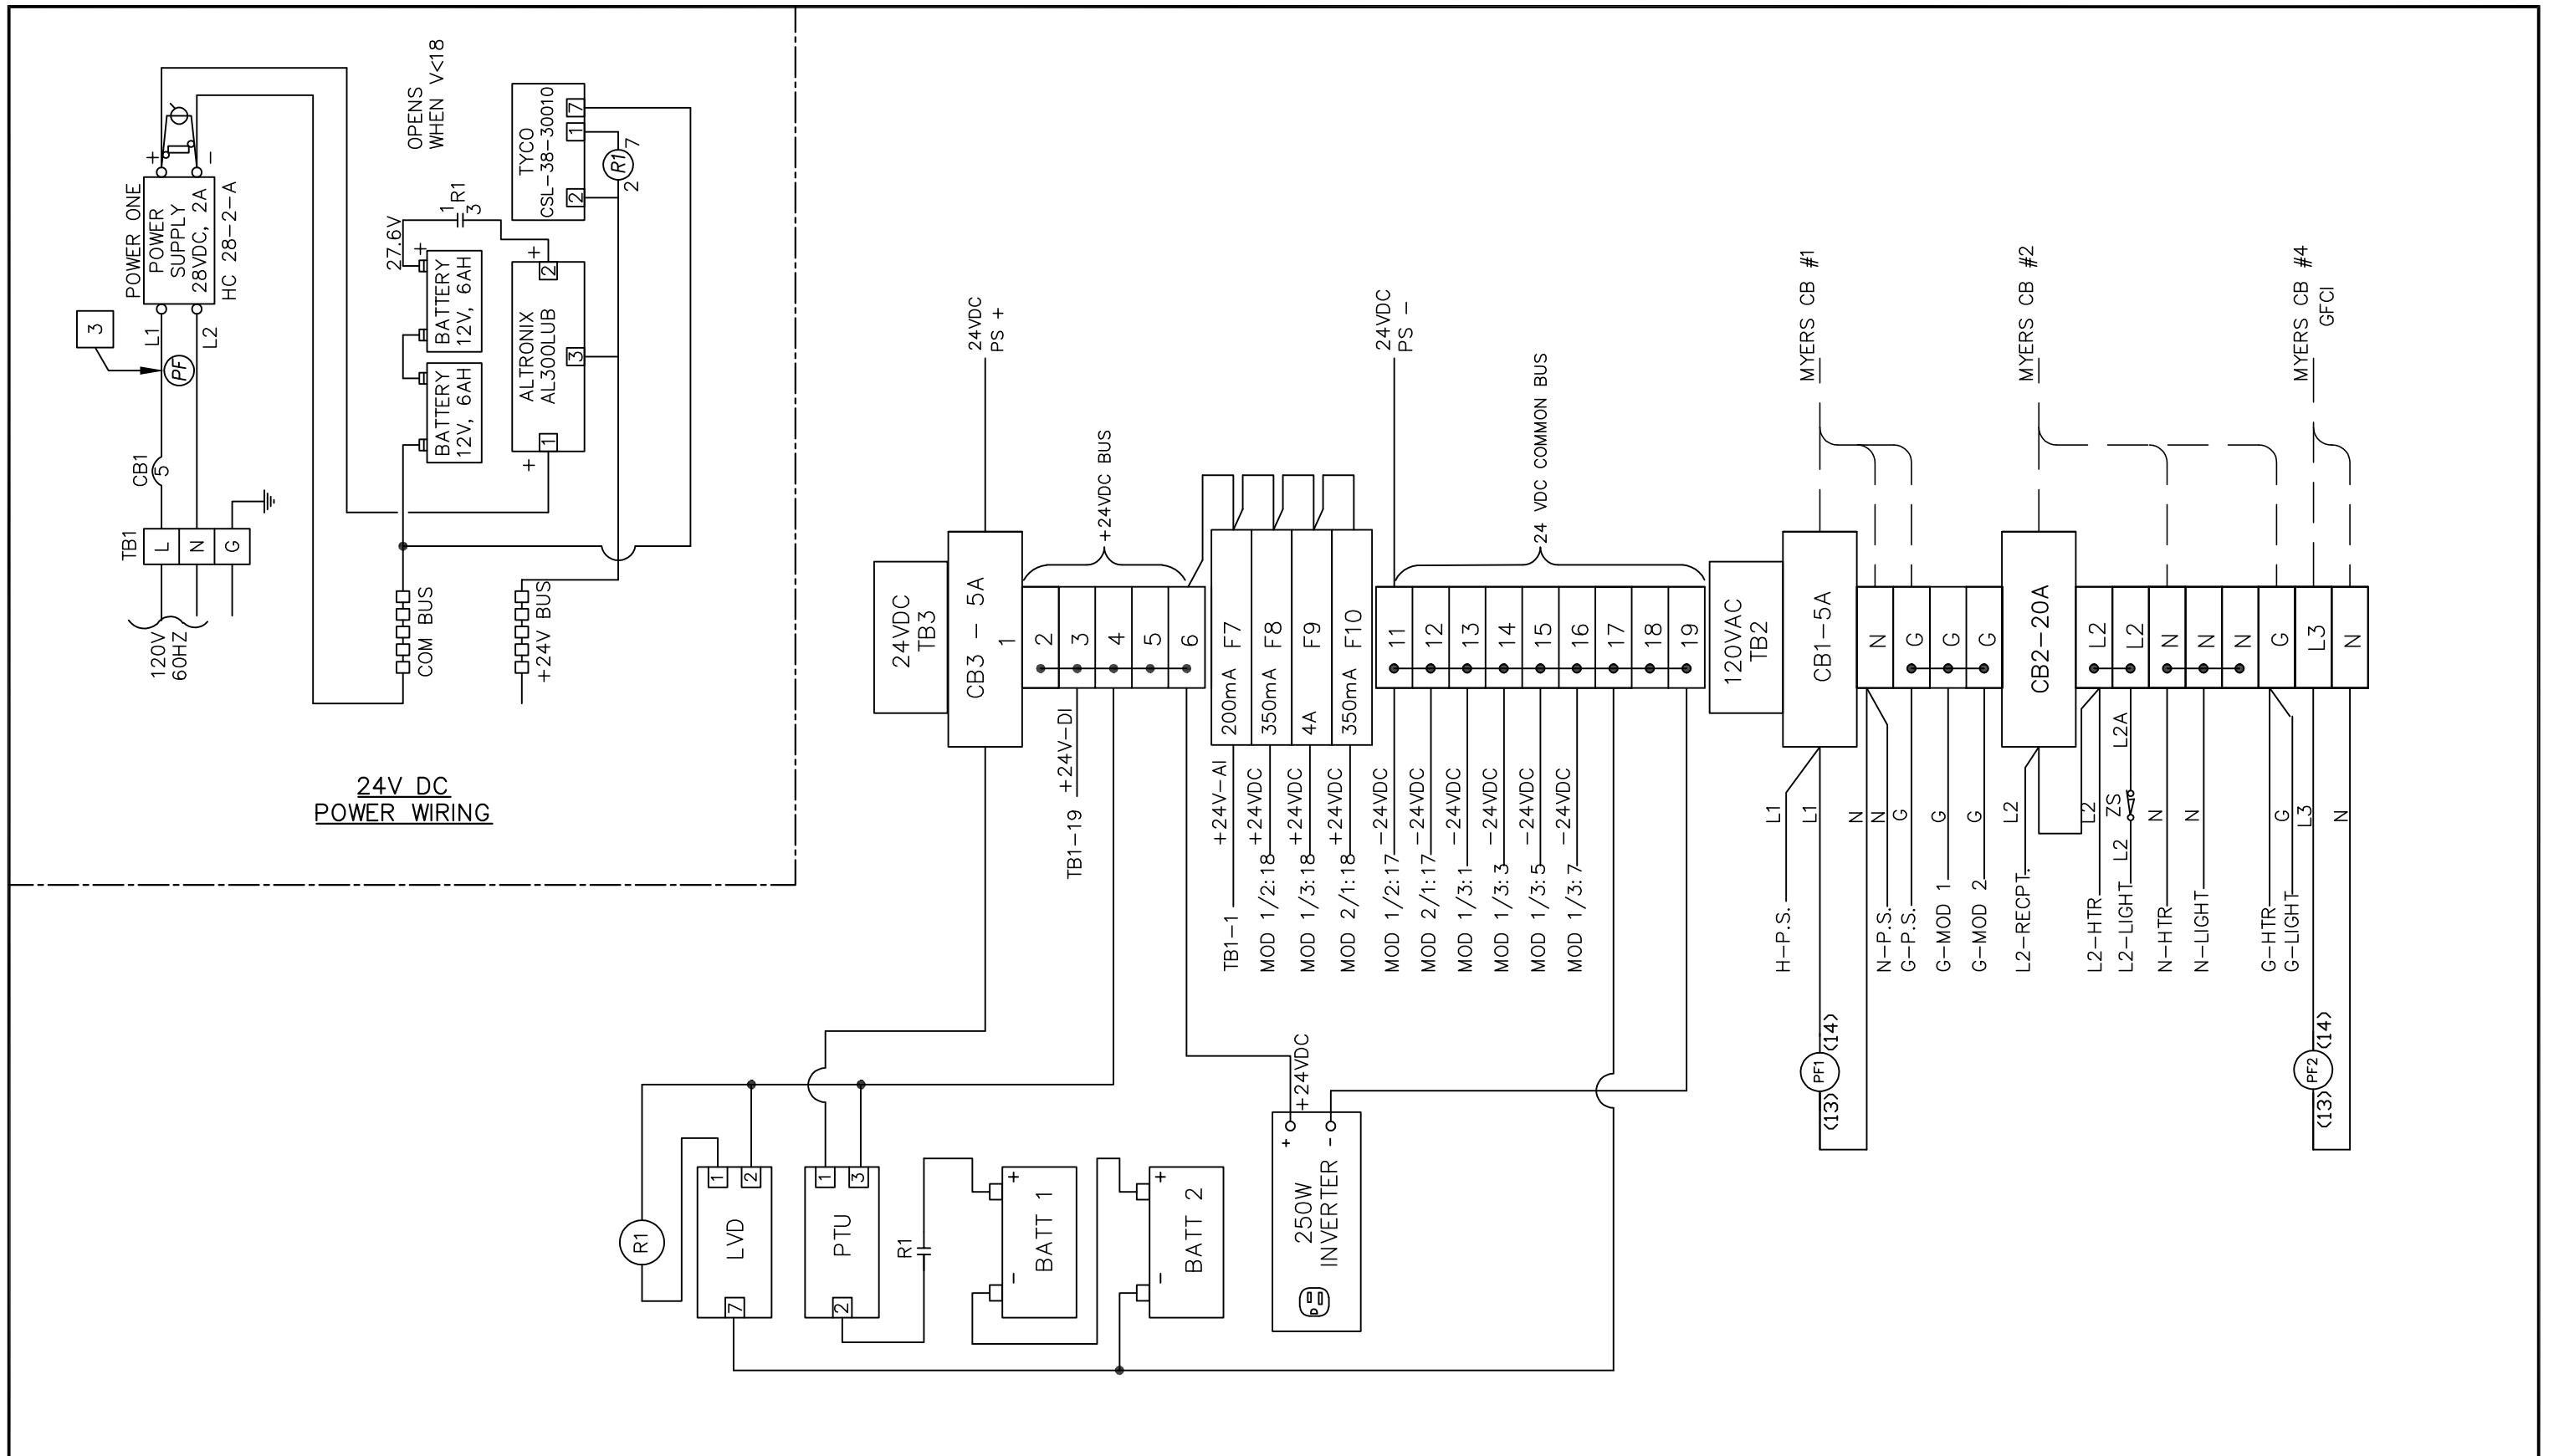 24V DC
POWER WIRING
120V
60HZ
TB1
L
N
G
CB1
5
PF
3
L1
L2
POWER ONE
POWER
SUPPLY
28VDC, 2A
HC 28-2-A
+
-
COM BUS
+24V BUS
BATTERY
12V, 6AH
BATTERY
12V, 6AH
+
27.6V
1
R1
3
OPENS
WHEN V<18
ALTRONIX
AL300LUB
+
1
3
2
+
TYCO
CSL-38-30010
2
1
7
R1
2
7
24VDC
TB3
CB3 - 5A
1
24VDC
PS +
+24VDC BUS
2
3
4
5
6
200mA F7
350mA F8
4A F9
350mA F10
24VDC
PS -
24 VDC COMMON BUS
11
12
13
14
15
16
17
18
19
120VAC
TB2
CB1-5A
N
G
G
G
CB2-20A
L2
L2
N
N
N
G
L3
N
MYERS CB #1
MYERS CB #2
MYERS CB #4
GFCI
TB1-19 +24V-DI
TB1-1 +24V-AI
MOD 1/2:18 +24VDC
MOD 1/3:18 +24VDC
MOD 2/1:18 +24VDC
MOD 1/2:17 -24VDC
MOD 2/1:17 -24VDC
MOD 1/3:1 -24VDC
MOD 1/3:3 -24VDC
MOD 1/3:5 -24VDC
MOD 1/3:7 -24VDC
H-P.S. L1
L1
N
N-P.S. N
G-P.S. G
G-MOD 1 G
G-MOD 2 G
L2-RECPT. L2
L2-HTR L2
L2-LIGHT L2 ZS L2A
N-HTR N
N-LIGHT N
G-HTR
G-LIGHT G
L3
N
PF1
(13)
(14)
PF2
(13)
(14)
R1
LVD
1
2
7
PTU
1
3
2
R1
BATT 1
+
-
BATT 2
+
-
250W
INVERTER
+
-
+24VDC